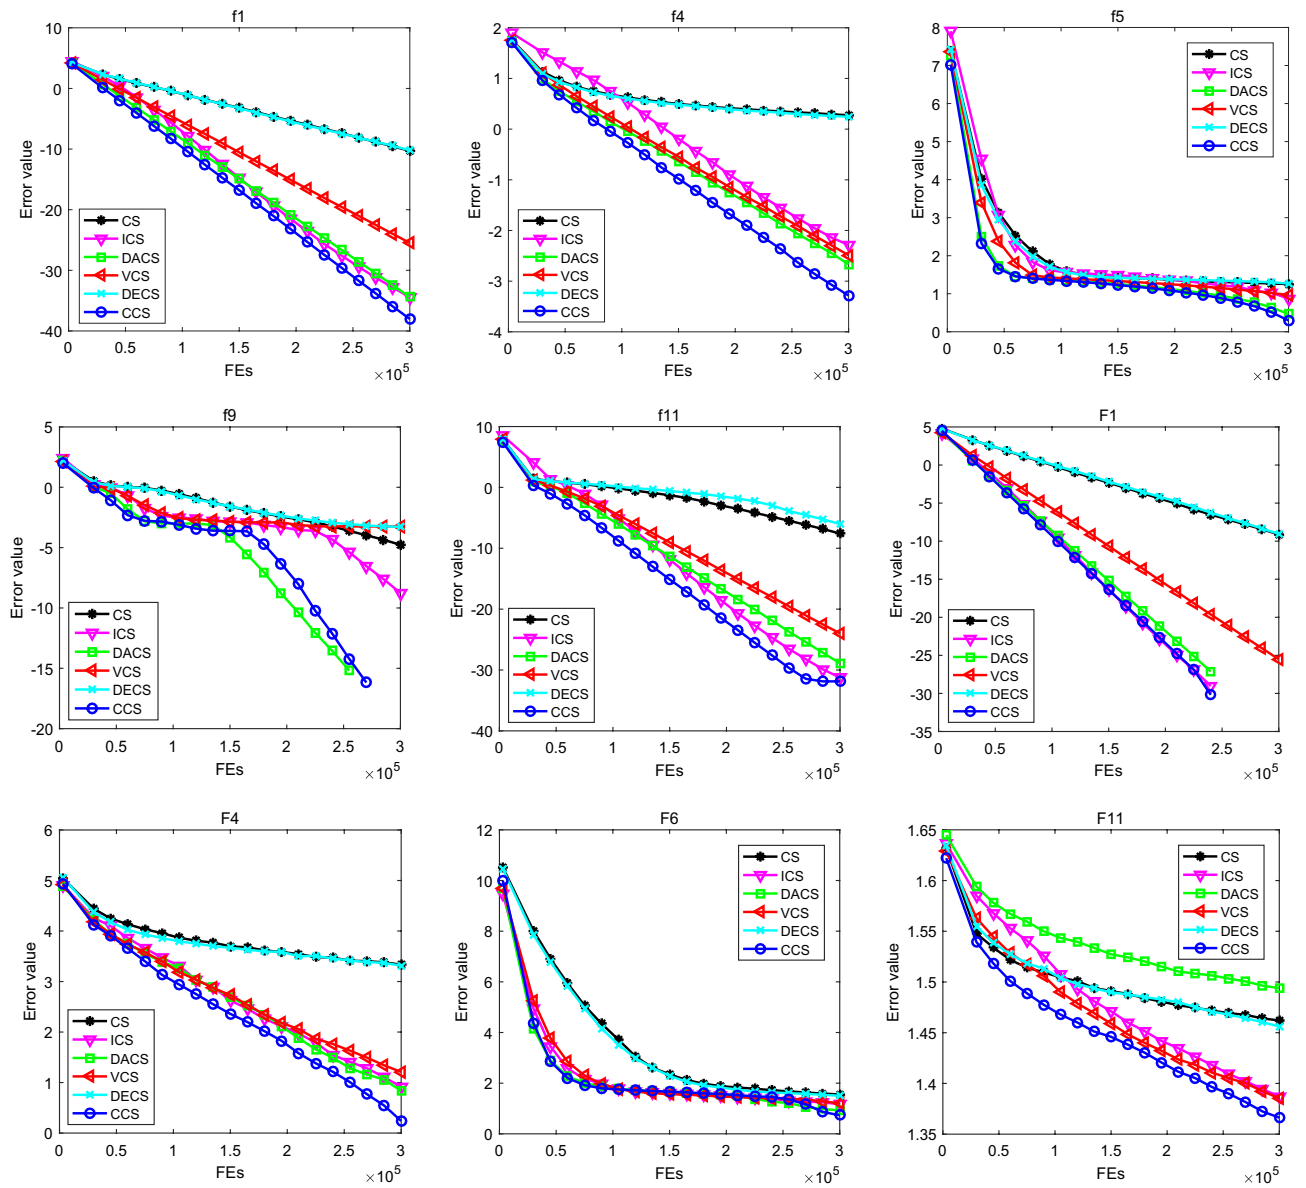 f1
10
0
-10
-20
-30
-40
Error value
CS
ICS
DACS
VCS
DECS
CCS
0 0.5 1 1.5 2 2.5 3
FEs
×10^5
f4
2
1
0
-1
-2
-3
-4
Error value
CS
ICS
DACS
VCS
DECS
CCS
0 0.5 1 1.5 2 2.5 3
FEs
×10^5
f5
8
7
6
5
4
3
2
1
0
Error value
CS
ICS
DACS
VCS
DECS
CCS
0 0.5 1 1.5 2 2.5 3
FEs
×10^5
f9
5
0
-5
-10
-15
-20
Error value
CS
ICS
DACS
VCS
DECS
CCS
0 0.5 1 1.5 2 2.5 3
FEs
×10^5
f11
10
0
-10
-20
-30
-40
Error value
CS
ICS
DACS
VCS
DECS
CCS
0 0.5 1 1.5 2 2.5 3
FEs
×10^5
F1
5
0
-5
-10
-15
-20
-25
-30
-35
Error value
CS
ICS
DACS
VCS
DECS
CCS
0 0.5 1 1.5 2 2.5 3
FEs
×10^5
F4
6
5
4
3
2
1
0
Error value
CS
ICS
DACS
VCS
DECS
CCS
0 0.5 1 1.5 2 2.5 3
FEs
×10^5
F6
12
10
8
6
4
2
0
Error value
CS
ICS
DACS
VCS
DECS
CCS
0 0.5 1 1.5 2 2.5 3
FEs
×10^5
F11
1.65
1.6
1.55
1.5
1.45
1.4
1.35
Error value
CS
ICS
DACS
VCS
DECS
CCS
0 0.5 1 1.5 2 2.5 3
FEs
×10^5